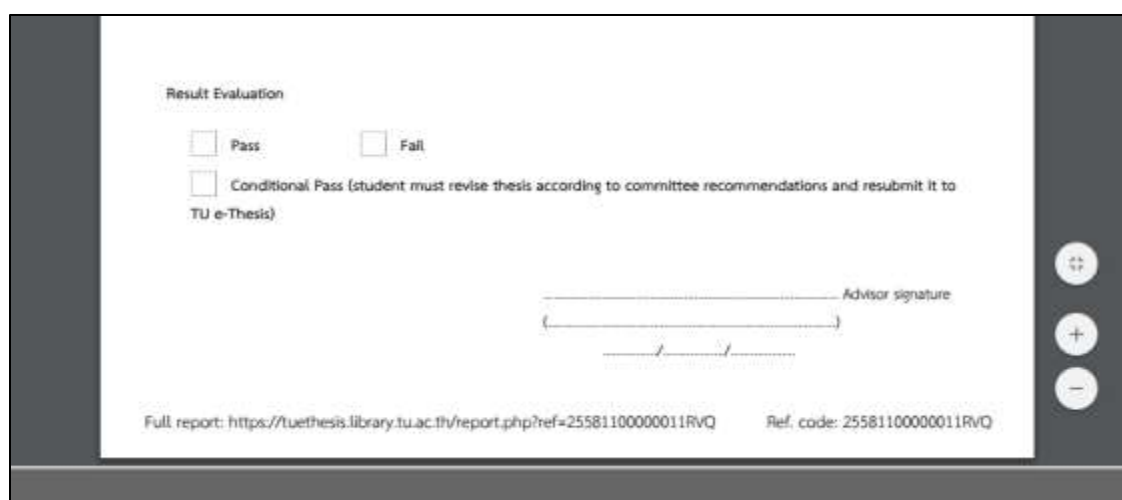 Result Evaluation
Pass Fail
Conditional Pass (student must revise thesis according to committee recommendations and resubmit it to
TU e-Thesis)
........................................................ Advisor signature
(........................................................)
............/............/............
Full report: https://tuethesis.library.tu.ac.th/report.php?ref=25581100000011RVQ Ref. code: 25581100000011RVQ